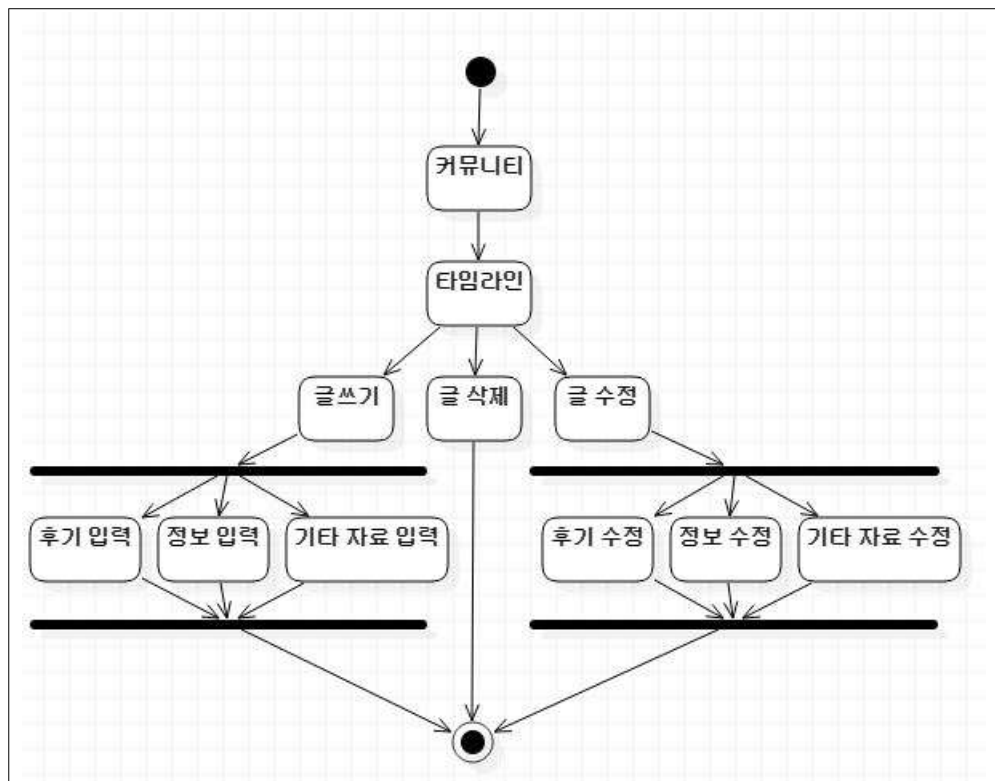 커뮤니티
타임라인
글쓰기
글 삭제
글 수정
후기 입력
정보 입력
기타 자료 입력
후기 수정
정보 수정
기타 자료 수정